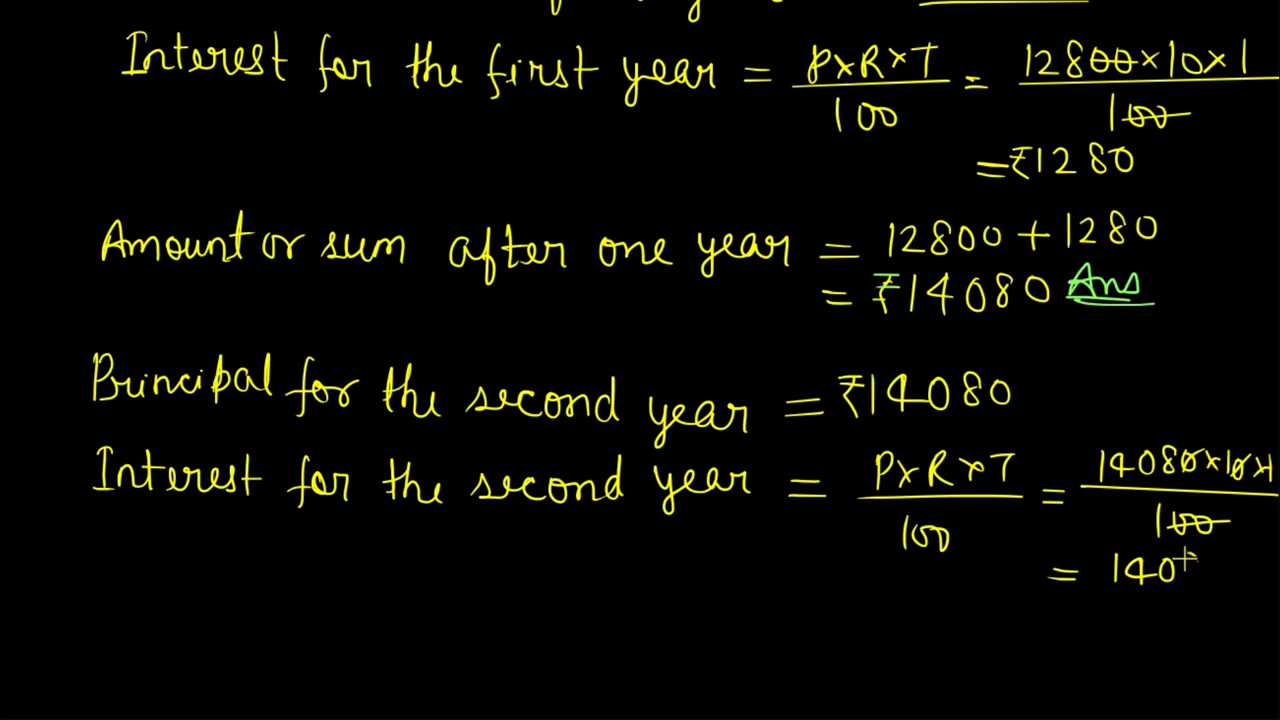 Interest for the first year = P×R×T/100 = 12800×10×1/100
= ₹1280
Amount or sum after one year = 12800 + 1280
= ₹14080 Ans
Principal for the second year = ₹14080
Interest for the second year = P×R×T/100 = 14080×10×1/100
= 140